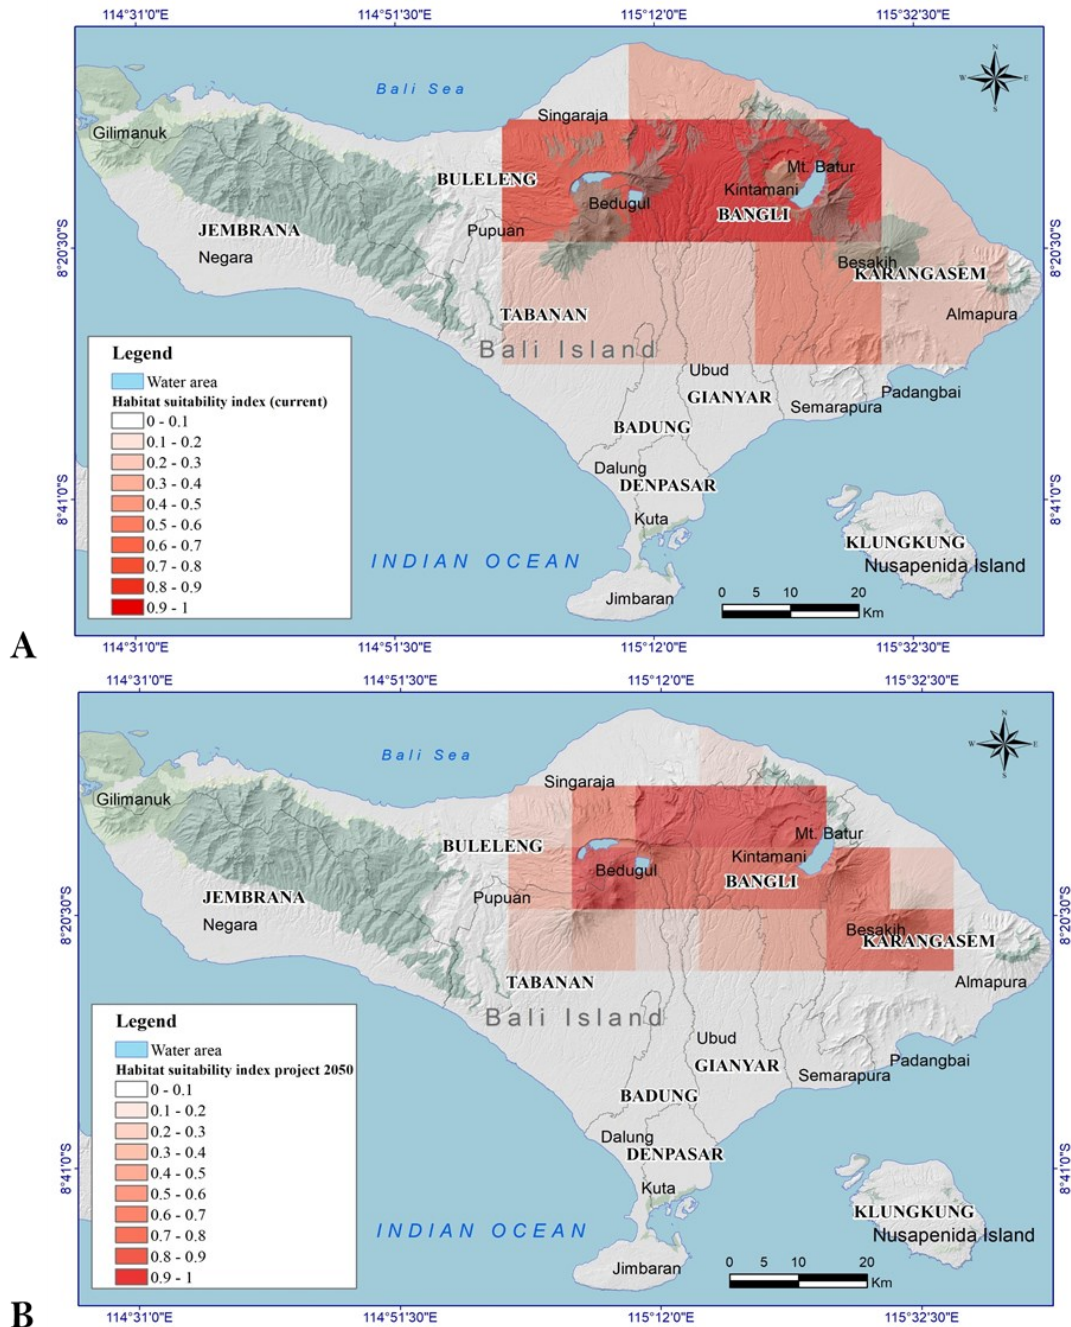 114°31'0"E 114°51'30"E 115°12'0"E 115°32'30"E
N
W E
S
Bali Sea
Gilimanuk
Singaraja
Mt. Batur
BULELENG
Kintamani
Bedugul
BANGLI
JEMBRANA
Pupuan
8°20'30"S
8°20'30"S
Negara
Besakih
KARANGASEM
TABANAN
Almapura
Bali Island
Legend
Water area
Habitat suitability index (current)
0 - 0.1
0.1 - 0.2
0.2 - 0.3
0.3 - 0.4
0.4 - 0.5
0.5 - 0.6
0.6 - 0.7
0.7 - 0.8
0.8 - 0.9
0.9 - 1
Ubud
GIANYAR
Padangbai
Semarapura
BADUNG
Dalung
DENPASAR
8°41'0"S
8°41'0"S
Kuta
KLUNGKUNG
INDIAN OCEAN
Nusapenida Island
Jimbaran
0 5 10 20
Km
A
114°31'0"E 114°51'30"E 115°12'0"E 115°32'30"E
114°31'0"E 114°51'30"E 115°12'0"E 115°32'30"E
N
W E
S
Bali Sea
Gilimanuk
Singaraja
Mt. Batur
BULELENG
Kintamani
Bedugul
BANGLI
JEMBRANA
Pupuan
8°20'30"S
8°20'30"S
Negara
Besakih
KARANGASEM
TABANAN
Almapura
Bali Island
Legend
Water area
Habitat suitability index project 2050
0 - 0.1
0.1 - 0.2
0.2 - 0.3
0.3 - 0.4
0.4 - 0.5
0.5 - 0.6
0.6 - 0.7
0.7 - 0.8
0.8 - 0.9
0.9 - 1
Ubud
GIANYAR
Padangbai
Semarapura
BADUNG
Dalung
DENPASAR
8°41'0"S
8°41'0"S
Kuta
KLUNGKUNG
INDIAN OCEAN
Nusapenida Island
Jimbaran
0 5 10 20
Km
B
114°31'0"E 114°51'30"E 115°12'0"E 115°32'30"E